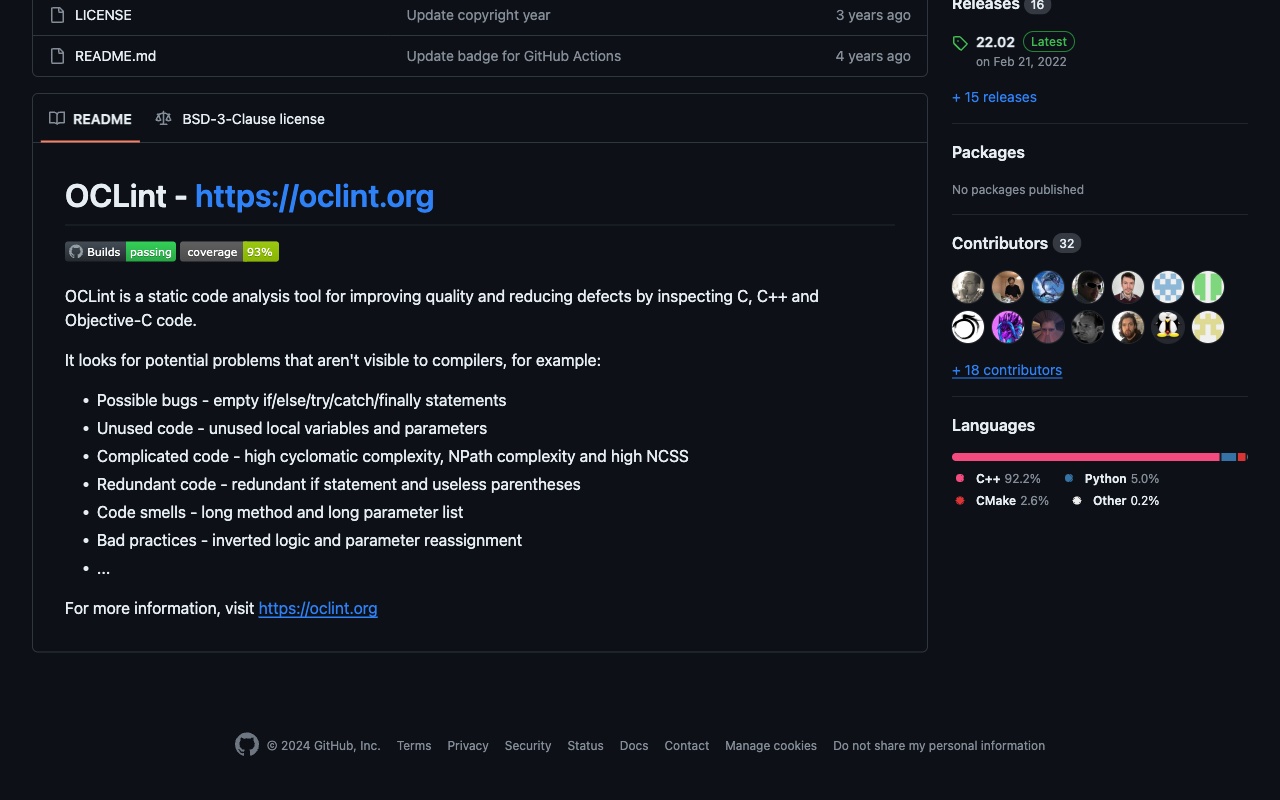 LICENSE Update copyright year 3 years ago
README.md Update badge for GitHub Actions 4 years ago
README BSD-3-Clause license
OCLint - https://oclint.org
Builds passing coverage 93%
OCLint is a static code analysis tool for improving quality and reducing defects by inspecting C, C++ and
Objective-C code.
It looks for potential problems that aren't visible to compilers, for example:
• Possible bugs - empty if/else/try/catch/finally statements
• Unused code - unused local variables and parameters
• Complicated code - high cyclomatic complexity, NPath complexity and high NCSS
• Redundant code - redundant if statement and useless parentheses
• Code smells - long method and long parameter list
• Bad practices - inverted logic and parameter reassignment
• ...
For more information, visit https://oclint.org
Releases 16
22.02 Latest
on Feb 21, 2022
+ 15 releases
Packages
No packages published
Contributors 32
+ 18 contributors
Languages
C++ 92.2% Python 5.0%
CMake 2.6% Other 0.2%
© 2024 GitHub, Inc. Terms Privacy Security Status Docs Contact Manage cookies Do not share my personal information